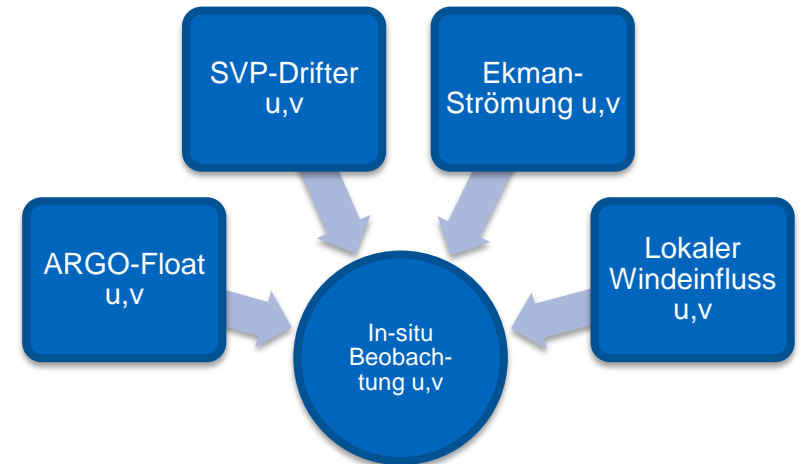 SVP-Drifter
u,v
Ekman-
Strömung u,v
ARGO-Float
u,v
Lokaler
Windeinfluss
u,v
In-situ
Beobach-
tung u,v